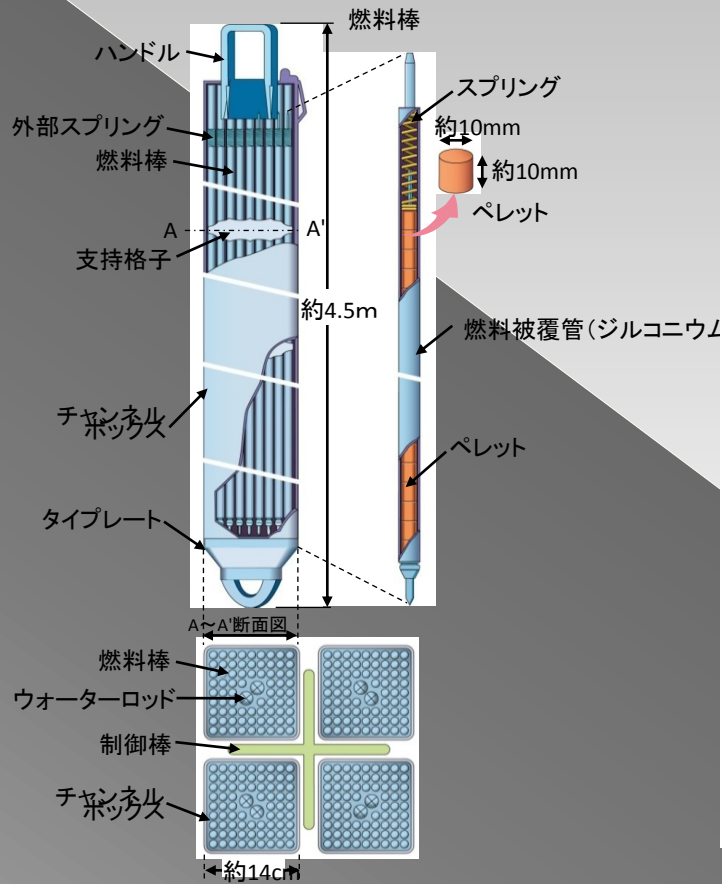 燃料棒
ハンドル
スプリング
外部スプリング
約10mm
燃料棒
約10mm
ペレット
A
A'
支持格子
約4.5m
燃料被覆管(ジルコニウム
チャンネル
ボックス
ペレット
タイプレート
A～A'断面図
燃料棒
ウォーターロッド
制御棒
チャンネル
ボックス
約14cm